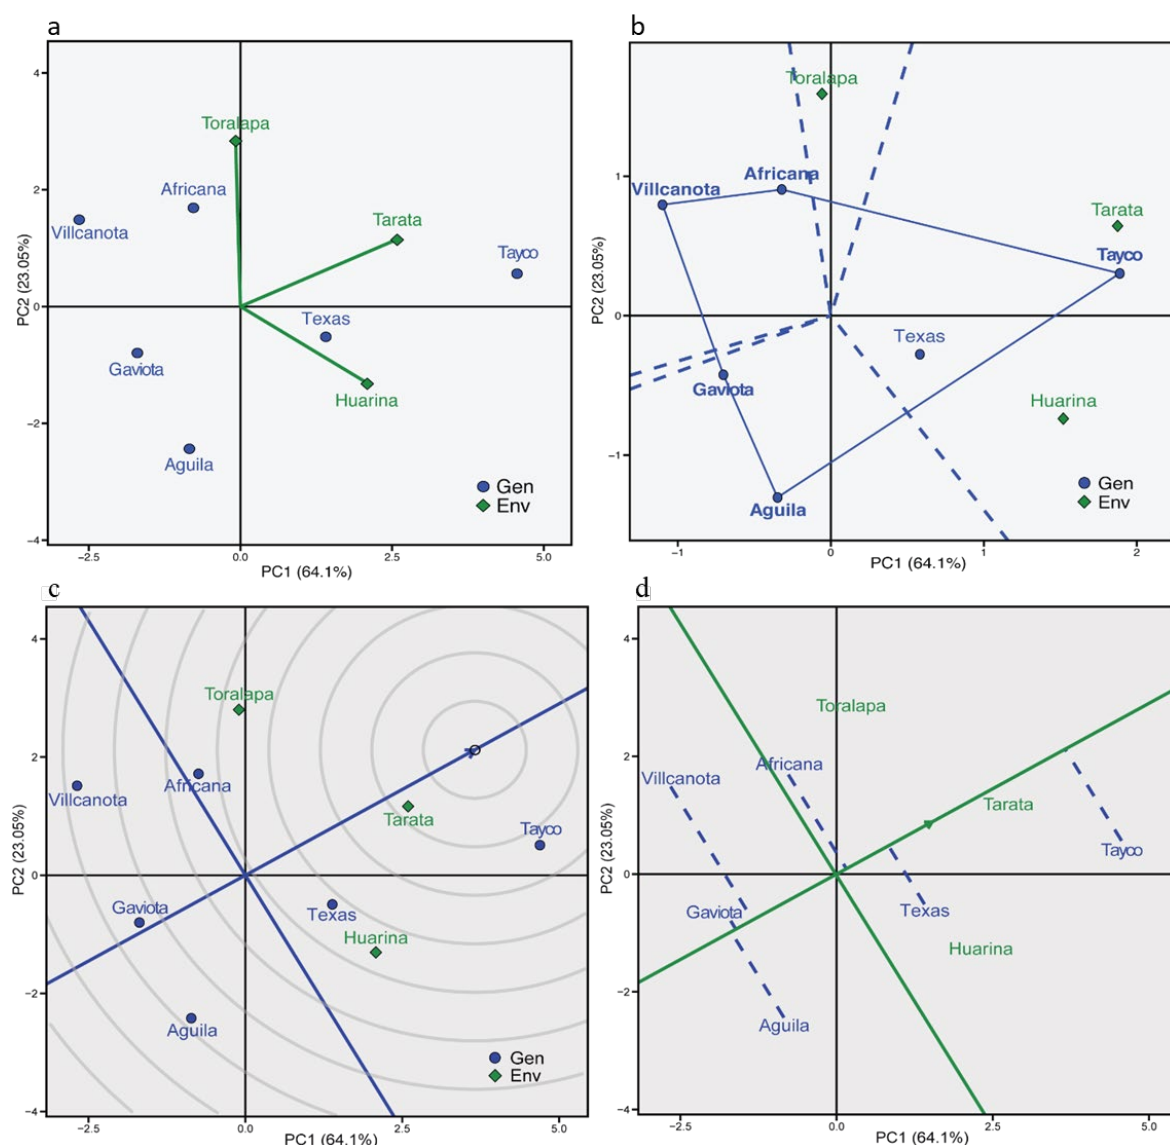 a
4
2
0
−2
−4
PC2 (23.05%)
Toralapa
Africana
Villcanota
Tarata
Tayco
Texas
Gaviota
Huarina
Aguila
Gen
Env
−2.5
0.0
2.5
5.0
PC1 (64.1%)
b
1
0
−1
PC2 (23.05%)
Toralapa
Africana
Villcanota
Tarata
Tayco
Texas
Gaviota
Huarina
Aguila
Gen
Env
−1
0
1
2
PC1 (64.1%)
c
4
2
0
−2
−4
PC2 (23.05%)
Toralapa
Africana
Villcanota
Tarata
Tayco
Gaviota
Texas
Huarina
Aguila
Gen
Env
−2.5
0.0
2.5
5.0
PC1 (64.1%)
d
4
2
0
−2
−4
PC2 (23.05%)
Toralapa
Africana
Villcanota
Tarata
Tayco
Gaviota
Texas
Huarina
Aguila
−2.5
0.0
2.5
5.0
PC1 (64.1%)